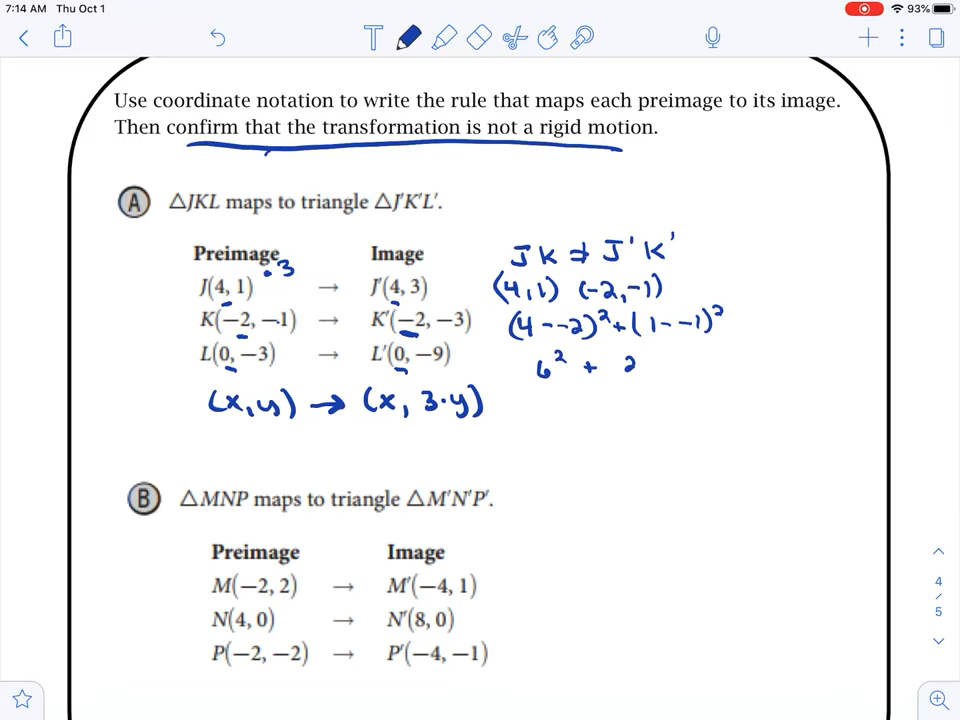 7:14 AM Thu Oct 1
93%
Use coordinate notation to write the rule that maps each preimage to its image.
Then confirm that the transformation is not a rigid motion.
A △JKL maps to triangle △J′K′L′.
Preimage Image
·3
J(4, 1) → J′(4, 3)
K(−2, −1) → K′(−2, −3)
L(0, −3) → L′(0, −9)
(x,y) → (x, 3·y)
JK ≠ J'K'
(4,1) (-2,-1)
(4--2)²+(1--1)²
6² + 2
B △MNP maps to triangle △M′N′P′.
Preimage Image
M(−2, 2) → M′(−4, 1)
N(4, 0) → N′(8, 0)
P(−2, −2) → P′(−4, −1)
4
/
5